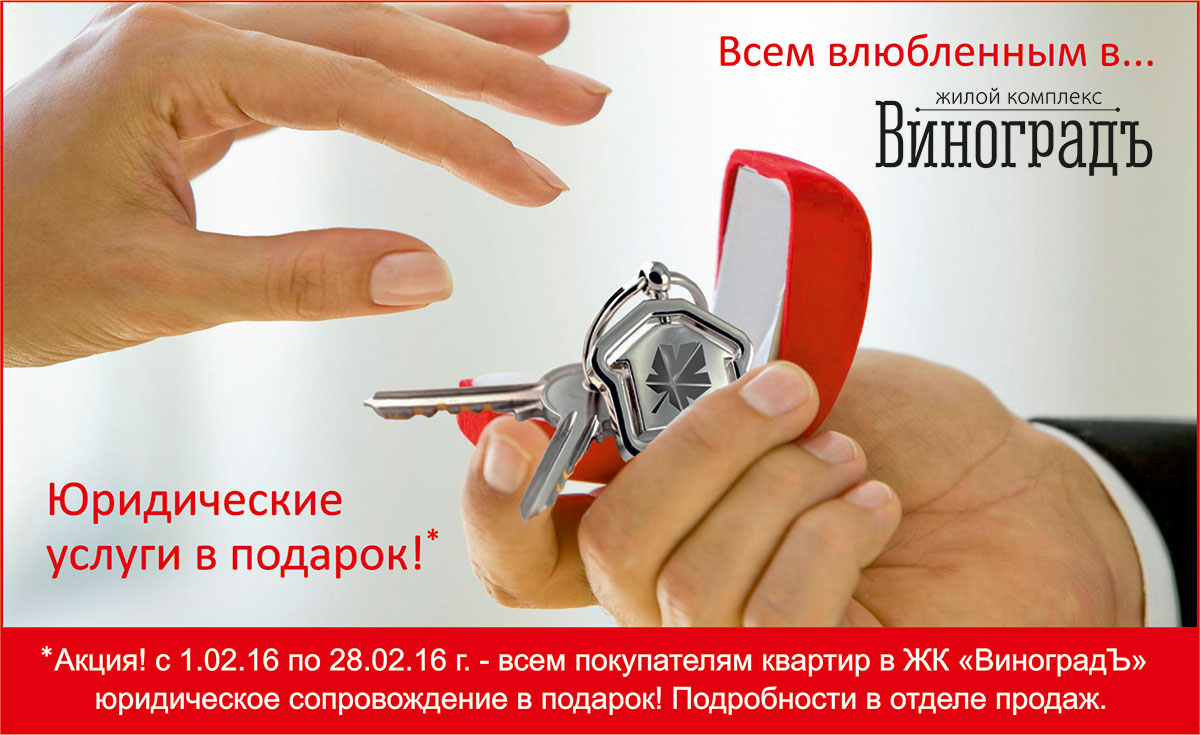 Всем влюбленным в...
жилой комплекс
Виноградъ
Юридические
услуги в подарок!*
*Акция! с 1.02.16 по 28.02.16 г. - всем покупателям квартир в ЖК «ВиноградЪ»
юридическое сопровождение в подарок! Подробности в отделе продаж.